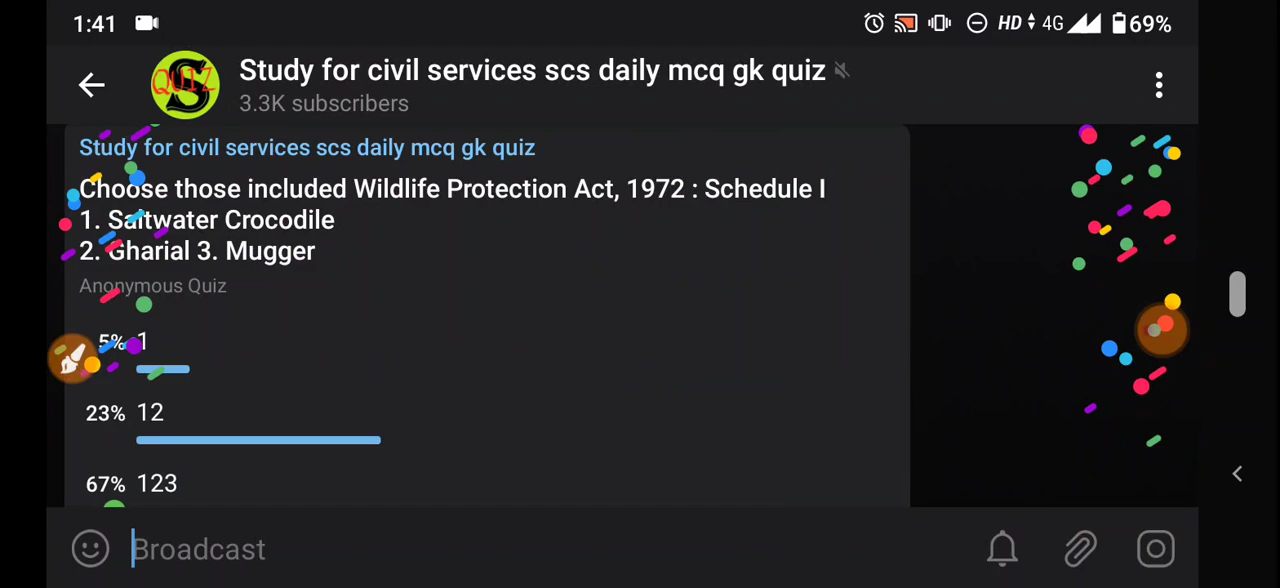 1:41 HD 4G 69%
QUIZ S
Study for civil services scs daily mcq gk quiz
3.3K subscribers
Study for civil services scs daily mcq gk quiz
Choose those included Wildlife Protection Act, 1972 : Schedule I
1. Saltwater Crocodile
2. Gharial 3. Mugger
Anonymous Quiz
5% 1
23% 12
67% 123
Broadcast